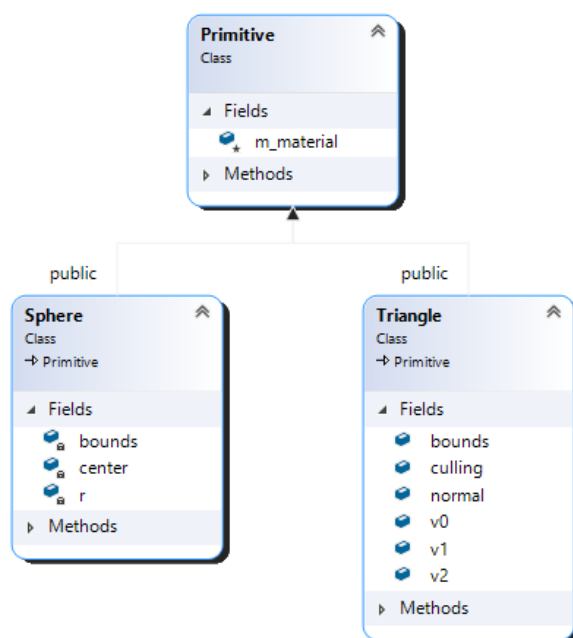 Primitive
Class
Fields
m_material
Methods
public
public
Sphere
Class
Primitive
Fields
bounds
center
r
Methods
Triangle
Class
Primitive
Fields
bounds
culling
normal
v0
v1
v2
Methods